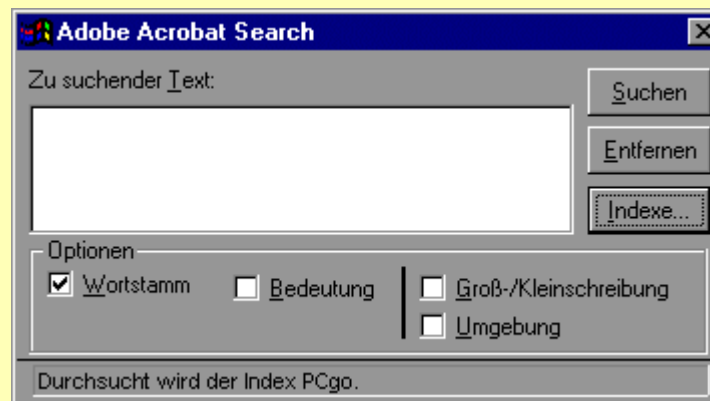 Adobe Acrobat Search
Zu suchender Text:
Suchen
Entfernen
Indexe...
Optionen
Wortstamm Bedeutung Groß-/Kleinschreibung
Umgebung
Durchsucht wird der Index PCgo.